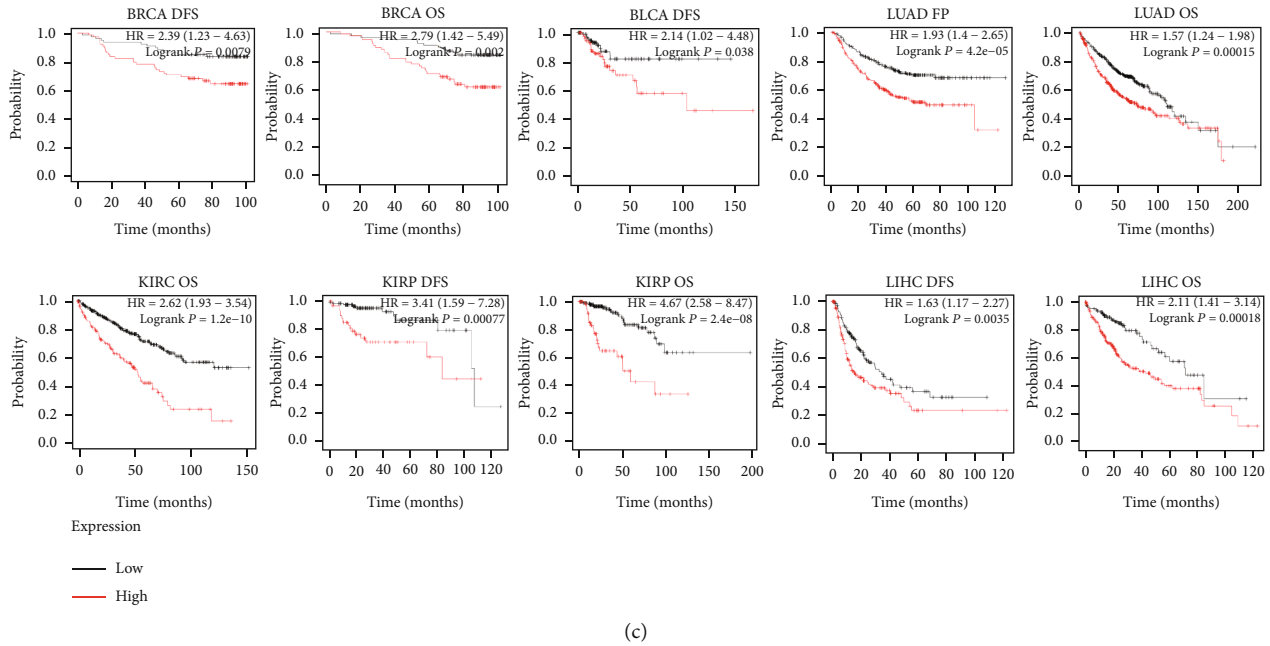 BRCA DFS
HR = 2.39 (1.23 − 4.63)
Logrank P = 0.0079
Probability
1.0
0.8
0.6
0.4
0.2
0.0
0 20 40 60 80 100
Time (months)
BRCA OS
HR = 2.79 (1.42 − 5.49)
Logrank P = 0.002
Probability
1.0
0.8
0.6
0.4
0.2
0.0
0 20 40 60 80 100
Time (months)
BLCA DFS
HR = 2.14 (1.02 − 4.48)
Logrank P = 0.038
Probability
1.0
0.8
0.6
0.4
0.2
0.0
0 50 100 150
Time (months)
LUAD FP
HR = 1.93 (1.4 − 2.65)
Logrank P = 4.2e−05
Probability
1.0
0.8
0.6
0.4
0.2
0.0
0 20 40 60 80 100 120
Time (months)
LUAD OS
HR = 1.57 (1.24 − 1.98)
Logrank P = 0.00015
Probability
1.0
0.8
0.6
0.4
0.2
0.0
0 50 100 150 200
Time (months)
KIRC OS
HR = 2.62 (1.93 − 3.54)
Logrank P = 1.2e−10
Probability
1.0
0.8
0.6
0.4
0.2
0.0
0 50 100 150
Time (months)
KIRP DFS
HR = 3.41 (1.59 − 7.28)
Logrank P = 0.00077
Probability
1.0
0.8
0.6
0.4
0.2
0.0
0 20 40 60 80 100 120
Time (months)
KIRP OS
HR = 4.67 (2.58 − 8.47)
Logrank P = 2.4e−08
Probability
1.0
0.8
0.6
0.4
0.2
0.0
0 50 100 150 200
Time (months)
LIHC DFS
HR = 1.63 (1.17 − 2.27)
Logrank P = 0.0035
Probability
1.0
0.8
0.6
0.4
0.2
0.0
0 20 40 60 80 100 120
Time (months)
LIHC OS
HR = 2.11 (1.41 − 3.14)
Logrank P = 0.00018
Probability
1.0
0.8
0.6
0.4
0.2
0.0
0 20 40 60 80 100 120
Time (months)
Expression
Low
High
(c)